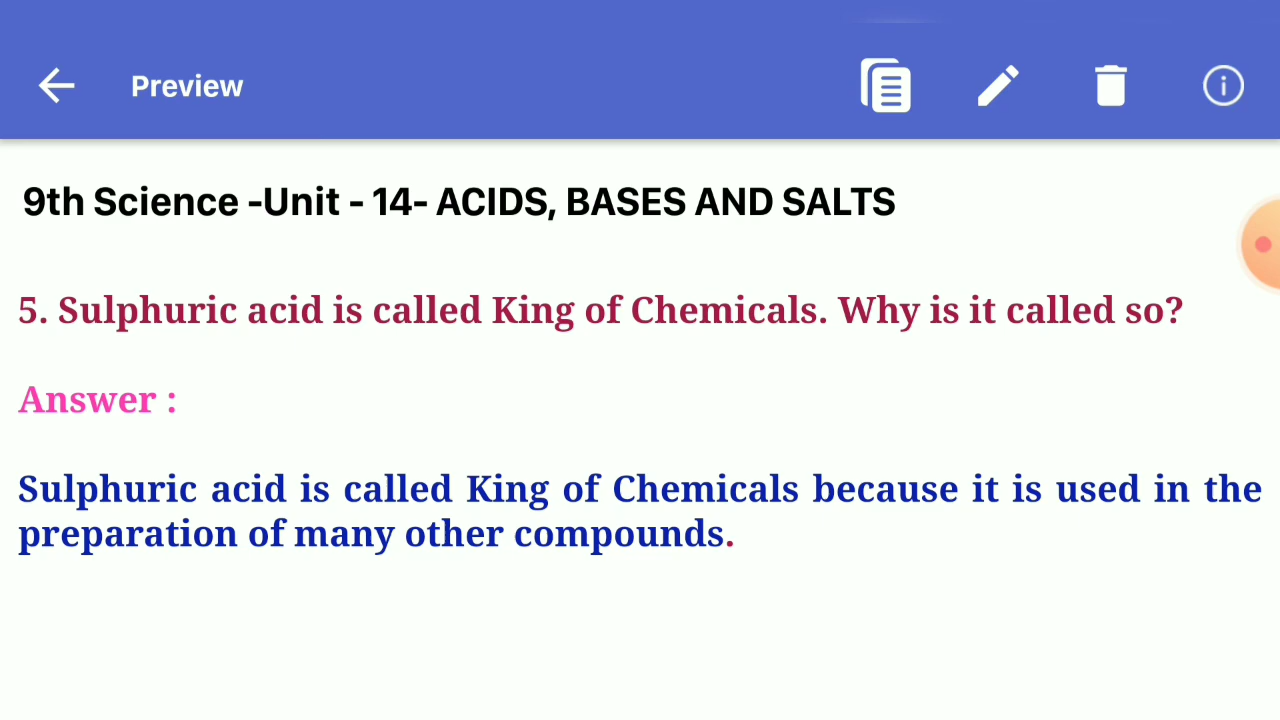 Preview
9th Science -Unit - 14- ACIDS, BASES AND SALTS
5. Sulphuric acid is called King of Chemicals. Why is it called so?
Answer :
Sulphuric acid is called King of Chemicals because it is used in the
preparation of many other compounds.